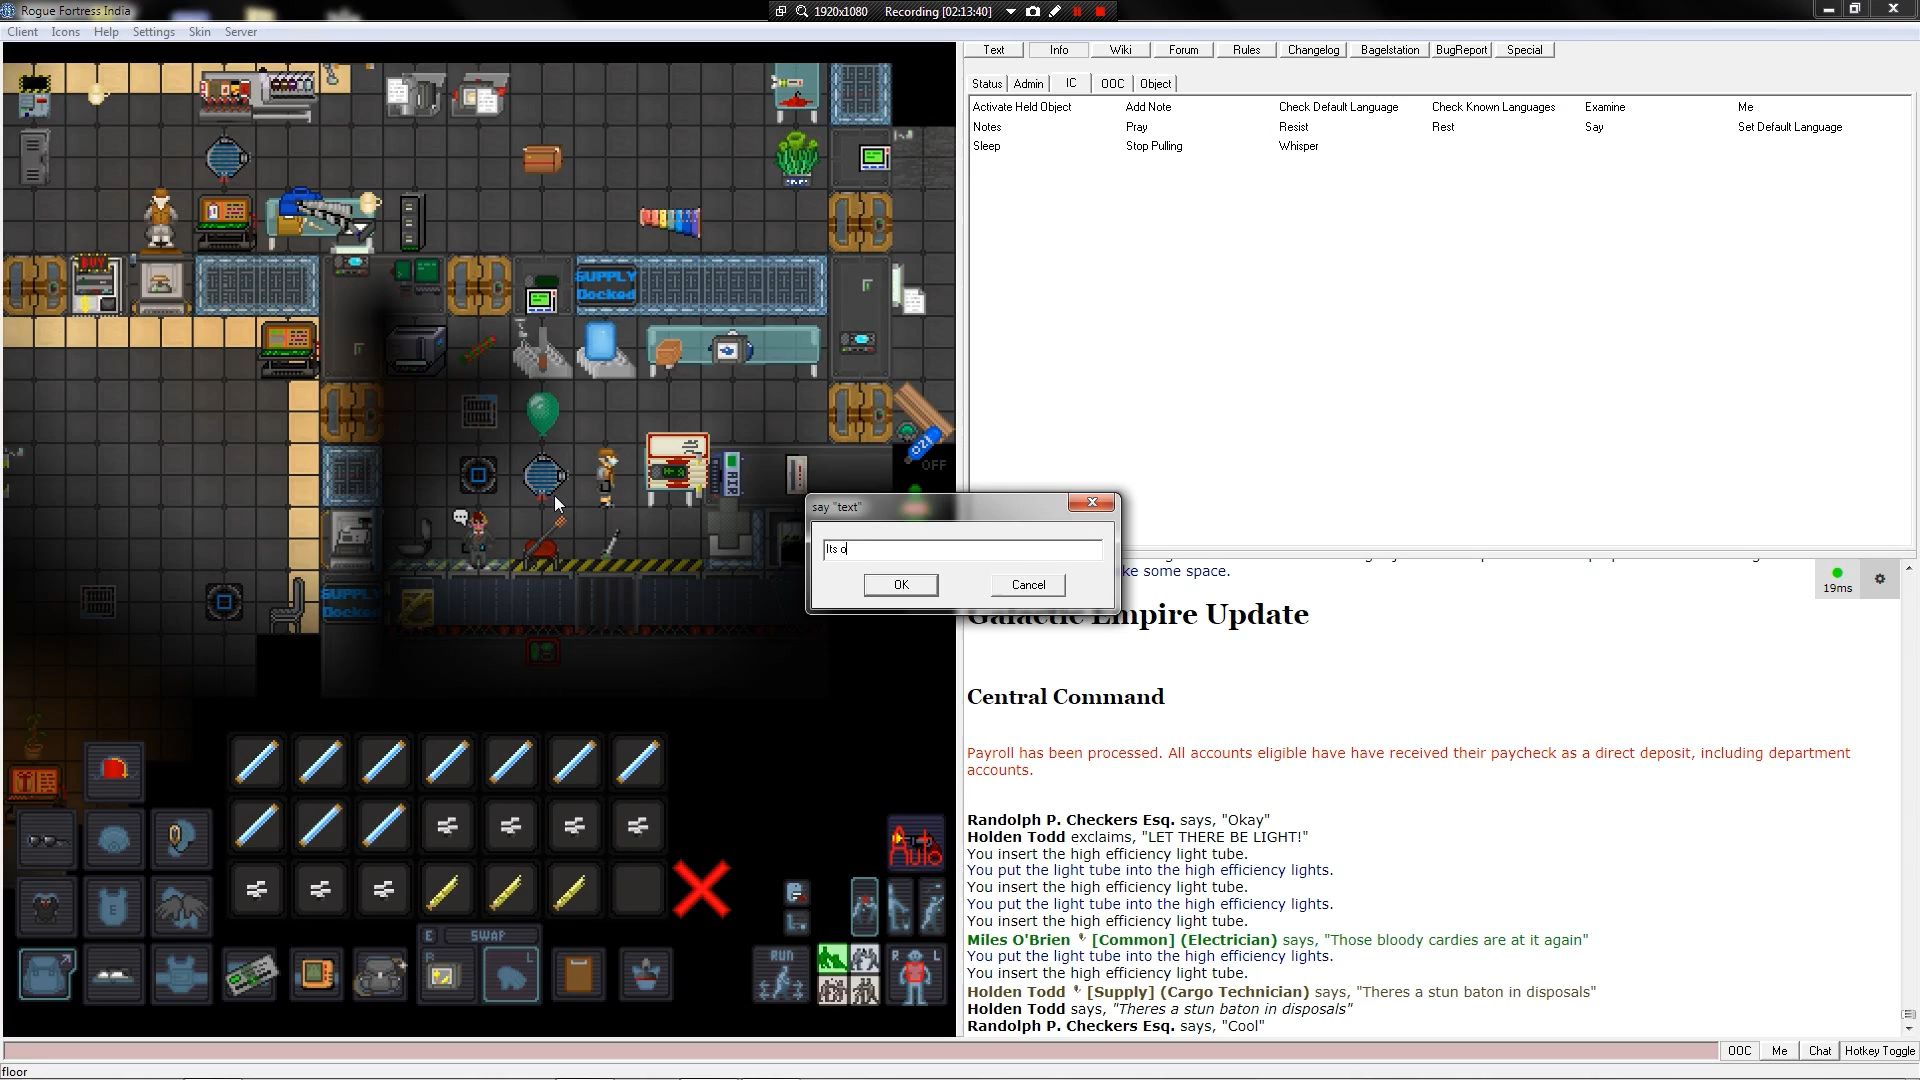 Rogue Fortress India
1920x1080 Recording [02:13:40]
Client Icons Help Settings Skin Server
Text Info Wiki Forum Rules Changelog Bagelstation BugReport Special
Status Admin IC OOC Object
Activate Held Object Add Note Check Default Language Check Known Languages Examine Me
Notes Pray Resist Rest Say Set Default Language
Sleep Stop Pulling Whisper
BUY
SUPPLY
Docked
OFF
say "text"
Its o
OK Cancel
SUPPLY
Docked
ke some space.
19ms
Galactic Empire Update
Central Command
Payroll has been processed. All accounts eligible have have received their paycheck as a direct deposit, including department
accounts.
Randolph P. Checkers Esq. says, "Okay"
Holden Todd exclaims, "LET THERE BE LIGHT!"
You insert the high efficiency light tube.
You put the light tube into the high efficiency lights.
You insert the high efficiency light tube.
You put the light tube into the high efficiency lights.
You insert the high efficiency light tube.
Miles O'Brien [Common] (Electrician) says, "Those bloody cardies are at it again"
You put the light tube into the high efficiency lights.
You insert the high efficiency light tube.
Holden Todd [Supply] (Cargo Technician) says, "Theres a stun baton in disposals"
Holden Todd says, "Theres a stun baton in disposals"
Randolph P. Checkers Esq. says, "Cool"
Auto
E SWAP
R L
RUN
R L
OOC Me Chat Hotkey Toggle
floor